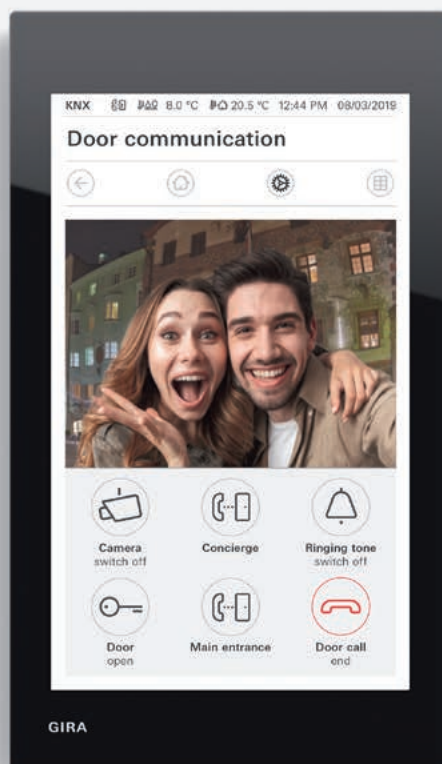 KNX 8.0 °C 20.5 °C 12:44 PM 08/03/2019
Door communication
Camera Concierge Ringing tone
switch off switch off
Door Main entrance Door call
open end
GIRA